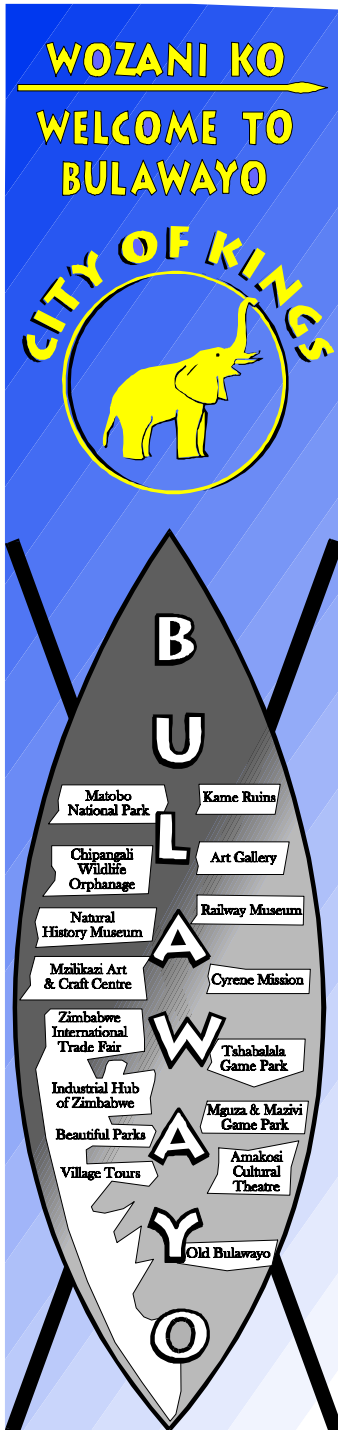 WOZANI KO
WELCOME TO
BULAWAYO
CITY OF KINGS
BULAWAYO
Matobo
National Park
Chipangali
Wildlife
Orphanage
Natural
History Museum
Mzilikazi Art
& Craft Centre
Zimbabwe
International
Trade Fair
Industrial Hub
of Zimbabwe
Beautiful Parks
Village Tours
Kame Ruins
Art Gallery
Railway Museum
Cyrene Mission
Tshabalala
Game Park
Mguza & Mazivi
Game Park
Amakosi
Cultural
Theatre
Old Bulawayo